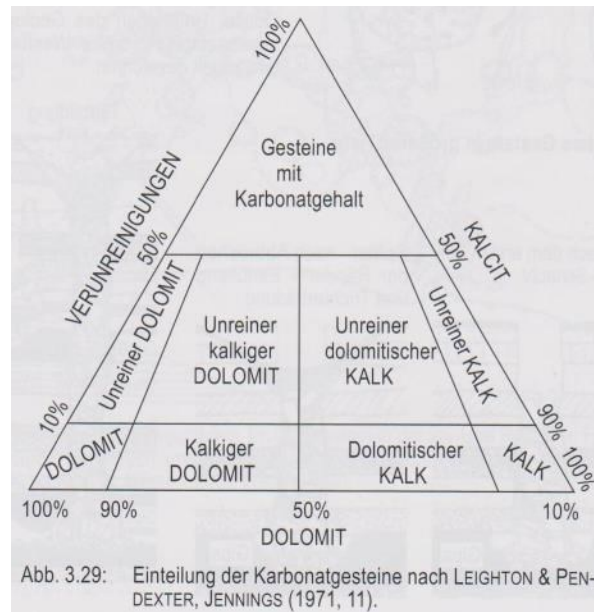 100%
Gesteine
mit
Karbonatgehalt
VERUNREINIGUNGEN
50%
KALCIT
50%
Unreiner DOLOMIT
Unreiner
kalkiger
DOLOMIT
Unreiner
dolomitischer
KALK
Unreiner KALK
10%
90%
DOLOMIT
Kalkiger
DOLOMIT
Dolomitischer
KALK
KALK
100%
100%
90%
50%
10%
DOLOMIT
Abb. 3.29: Einteilung der Karbonatgesteine nach LEIGHTON & PEN-
DEXTER, JENNINGS (1971, 11).